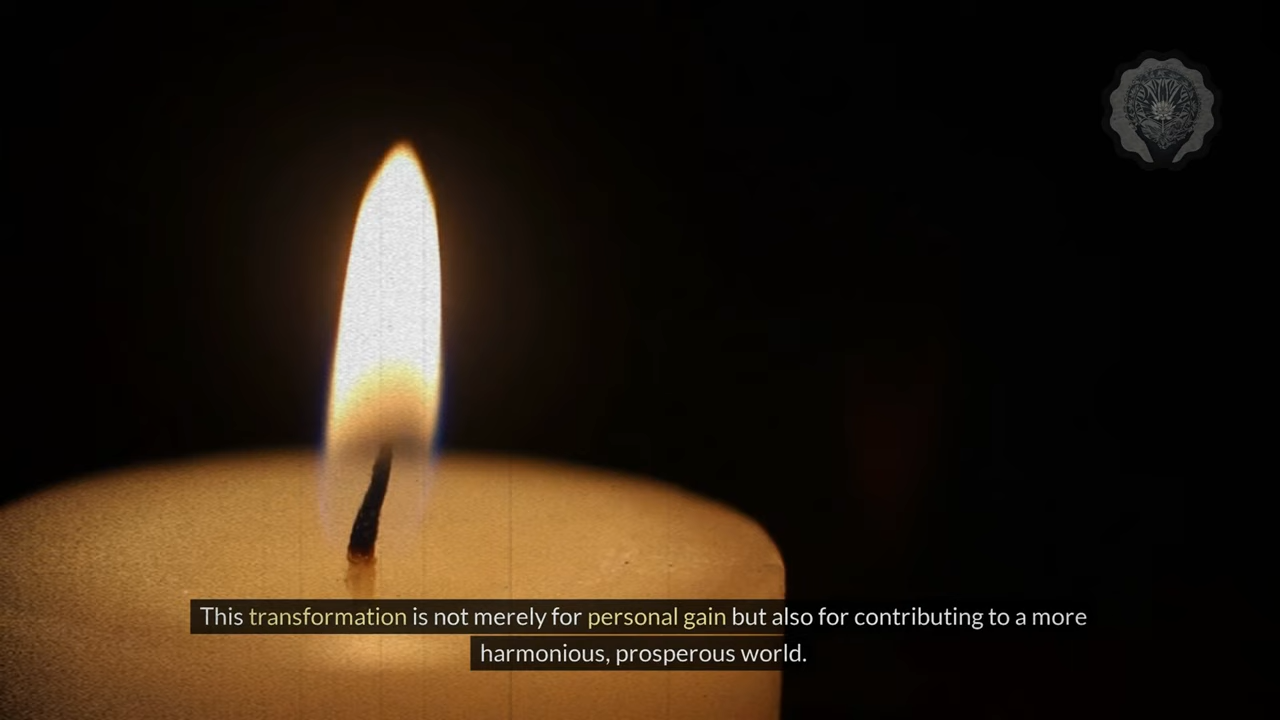 This transformation is not merely for personal gain but also for contributing to a more
harmonious, prosperous world.